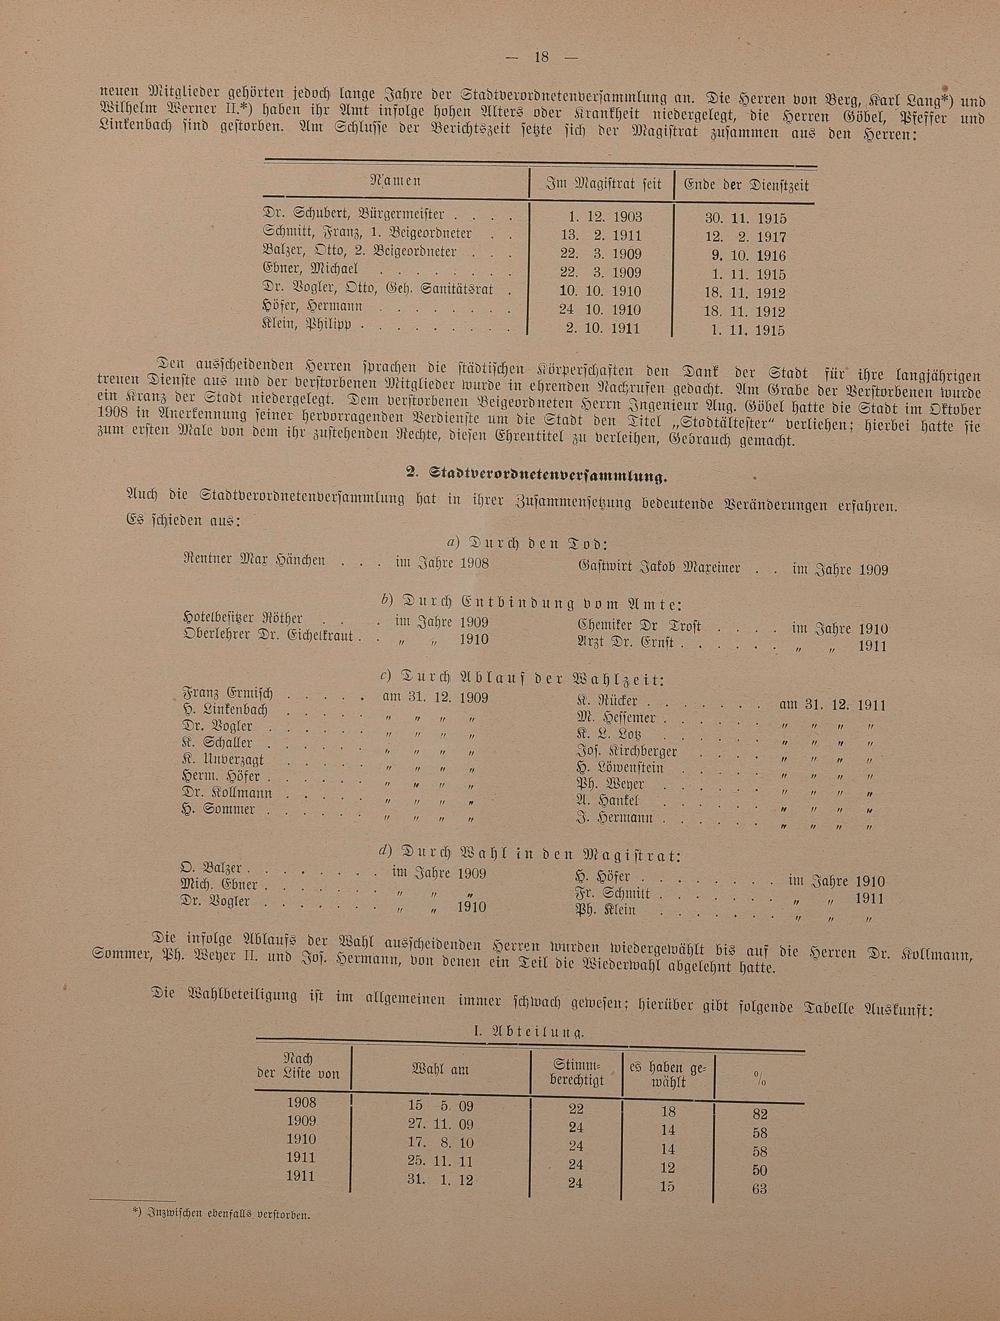 — 18 —
neuen Mitglieder gehörten jedoch lange Jahre der Stadtverordnetenversammlung an. Die Herren von Berg, Karl Lang*) und
Wilhelm Werner II.*) haben ihr Amt infolge hohen Alters oder Krankheit niedergelegt, die Herren Göbel, Pfeffer und
Linkenbach sind gestorben. Am Schlusse der Berichtszeit setzte sich der Magistrat zusammen aus den Herren:
Namen Im Magistrat seit Ende der Dienstzeit
Dr. Schubert, Bürgermeister . . . . 1. 12. 1903 30. 11. 1915
Schmitt, Franz, 1. Beigeordneter . . 13. 2. 1911 12. 2. 1917
Balzer, Otto, 2. Beigeordneter . . . 22. 3. 1909 9. 10. 1916
Ebner, Michael . . . . . . . . 22. 3. 1909 1. 11. 1915
Dr. Vogler, Otto, Geh. Sanitätsrat . 10. 10. 1910 18. 11. 1912
Höfer, Hermann . . . . . . . . 24 10. 1910 18. 11. 1912
Klein, Philipp . . . . . . . . . 2. 10. 1911 1. 11. 1915
Den ausscheidenden Herren sprachen die städtischen Körperschaften den Dank der Stadt für ihre langjährigen
treuen Dienste aus und der verstorbenen Mitglieder wurde in ehrenden Nachrufen gedacht. Am Grabe der Verstorbenen wurde
ein Kranz der Stadt niedergelegt. Dem verstorbenen Beigeordneten Herrn Ingenieur Aug. Göbel hatte die Stadt im Oktober
1908 in Anerkennung seiner hervorragenden Verdienste um die Stadt den Titel „Stadtältester“ verliehen; hierbei hatte sie
zum ersten Male von dem ihr zustehenden Rechte, diesen Ehrentitel zu verleihen, Gebrauch gemacht.
2. Stadtverordnetenversammlung.
Auch die Stadtverordnetenversammlung hat in ihrer Zusammensetzung bedeutende Veränderungen erfahren.
Es schieden aus:
a) Durch den Tod:
Rentner Max Hänchen . . . im Jahre 1908 Gastwirt Jakob Maxeiner . . im Jahre 1909
b) Durch Entbindung vom Amte:
Hotelbesitzer Röther . . . . im Jahre 1909 Chemiker Dr Trost . . . . im Jahre 1910
Oberlehrer Dr. Eichelkraut . . „ „ 1910 Arzt Dr. Ernst . . . . . . „ „ 1911
c) Durch Ablauf der Wahlzeit:
Franz Ermisch . . . . . am 31. 12. 1909 K. Rücker . . . . . . . am 31. 12. 1911
H. Linkenbach . . . . . „ „ „ „ M. Hessemer . . . . . . „ „ „ „
Dr. Vogler . . . . . . „ „ „ „ K. L. Lotz . . . . . . „ „ „ „
K. Schaller . . . . . . „ „ „ „ Jos. Kirchberger . . . . „ „ „ „
K. Unverzagt . . . . . „ „ „ „ H. Löwenstein . . . . . „ „ „ „
Herm. Höfer . . . . . . „ „ „ „ Ph. Weyer . . . . . . „ „ „ „
Dr. Kollmann . . . . . „ „ „ „ A. Hankel . . . . . . „ „ „ „
H. Sommer . . . . . . „ „ „ „ J. Hermann . . . . . . „ „ „ „
d) Durch Wahl in den Magistrat:
O. Balzer . . . . . . . . im Jahre 1909 H. Höfer . . . . . . . . im Jahre 1910
Mich. Ebner . . . . . . . „ „ „ Fr. Schmitt . . . . . . . „ „ 1911
Dr. Vogler . . . . . . . „ „ 1910 Ph. Klein . . . . . . . „ „ „
Die infolge Ablaufs der Wahl ausscheidenden Herren wurden wiedergewählt bis auf die Herren Dr. Kollmann,
Sommer, Ph. Weyer II. und Jos. Hermann, von denen ein Teil die Wiederwahl abgelehnt hatte.
Die Wahlbeteiligung ist im allgemeinen immer schwach gewesen; hierüber gibt folgende Tabelle Auskunft:
I. Abteilung.
Nach der Liste von Wahl am Stimm- berechtigt es haben ge- wählt %
1908 15 5. 09 22 18 82
1909 27. 11. 09 24 14 58
1910 17. 8. 10 24 14 58
1911 25. 11. 11 24 12 50
1911 31. 1. 12 24 15 63
*) Inzwischen ebenfalls verstorben.